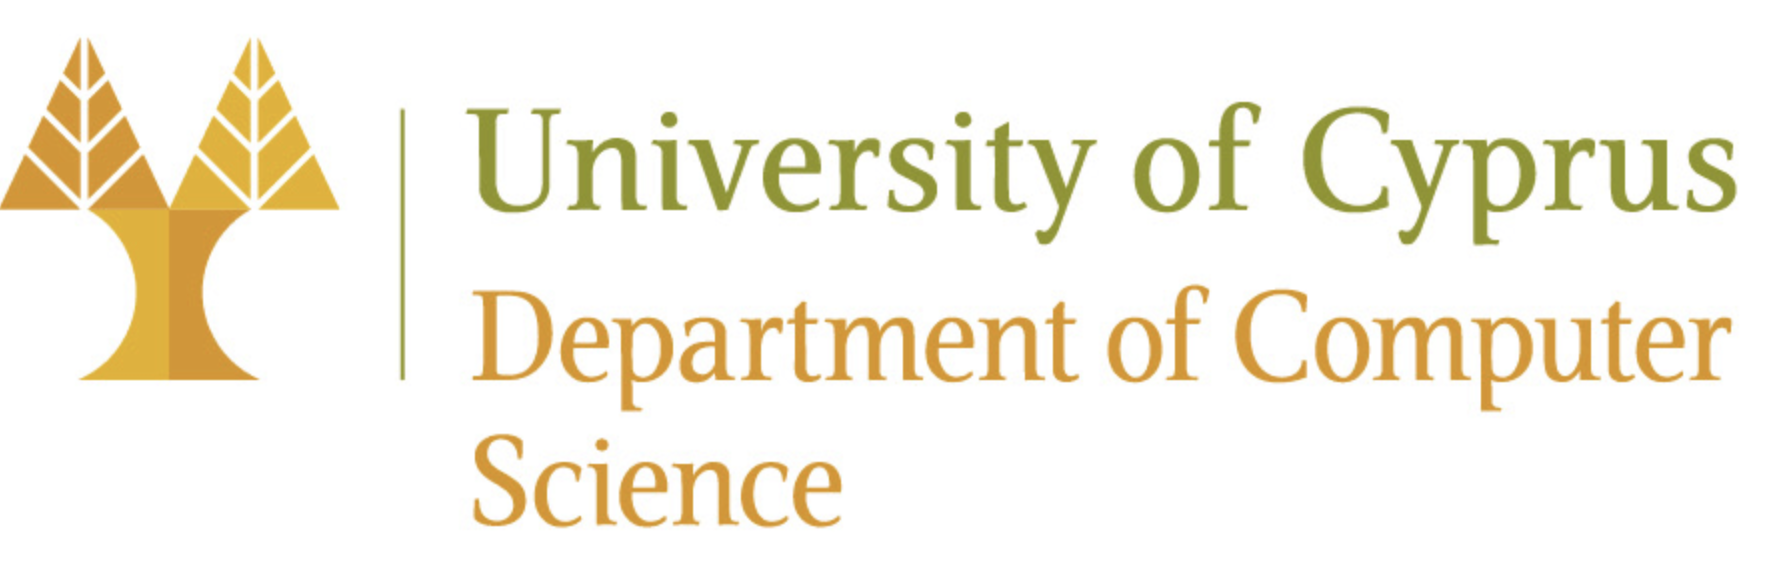 University of Cyprus
Department of Computer
Science